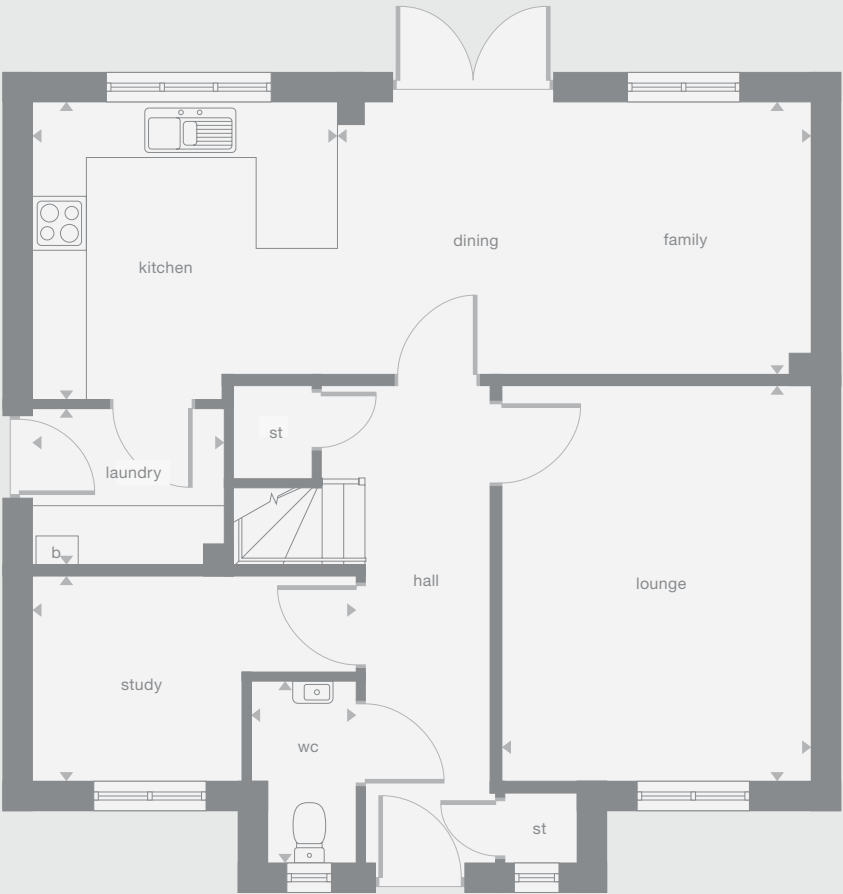 dining
family
kitchen
st
laundry
b
hall
lounge
study
wc
st